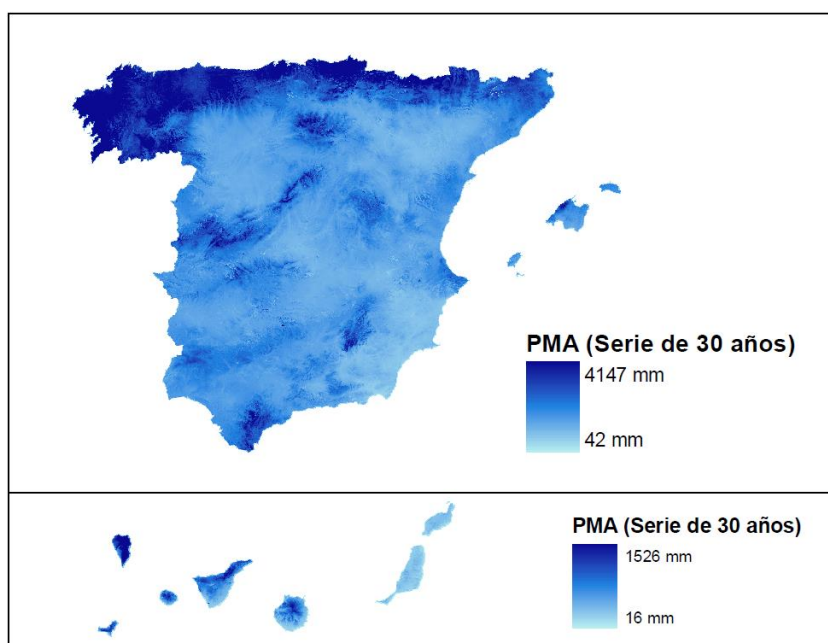 PMA (Serie de 30 años)
4147 mm
42 mm
PMA (Serie de 30 años)
1526 mm
16 mm